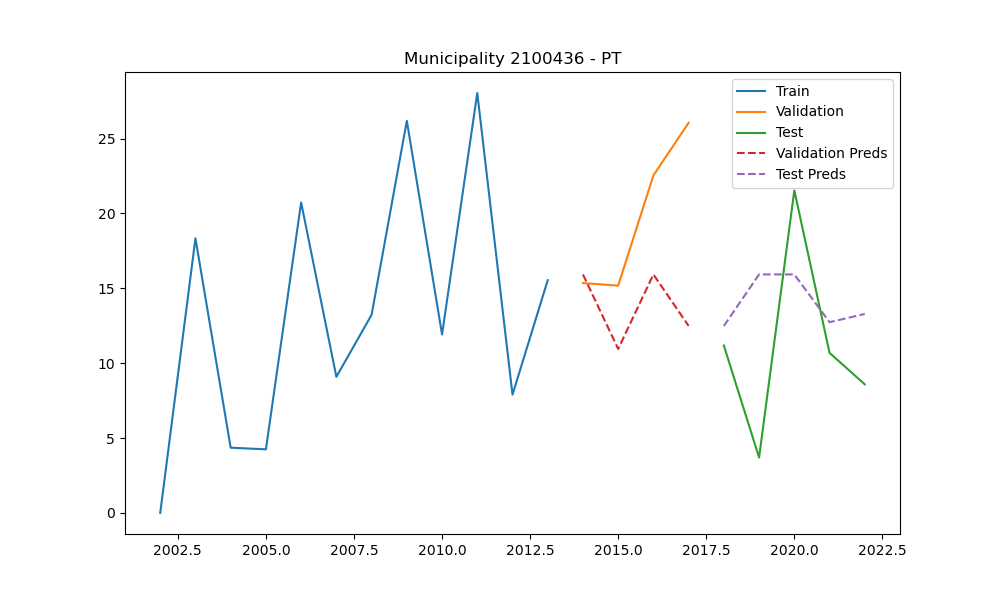 Municipality 2100436 - PT
Train
Validation
Test
Validation Preds
Test Preds
25
20
15
10
5
0
2002.5 2005.0 2007.5 2010.0 2012.5 2015.0 2017.5 2020.0 2022.5